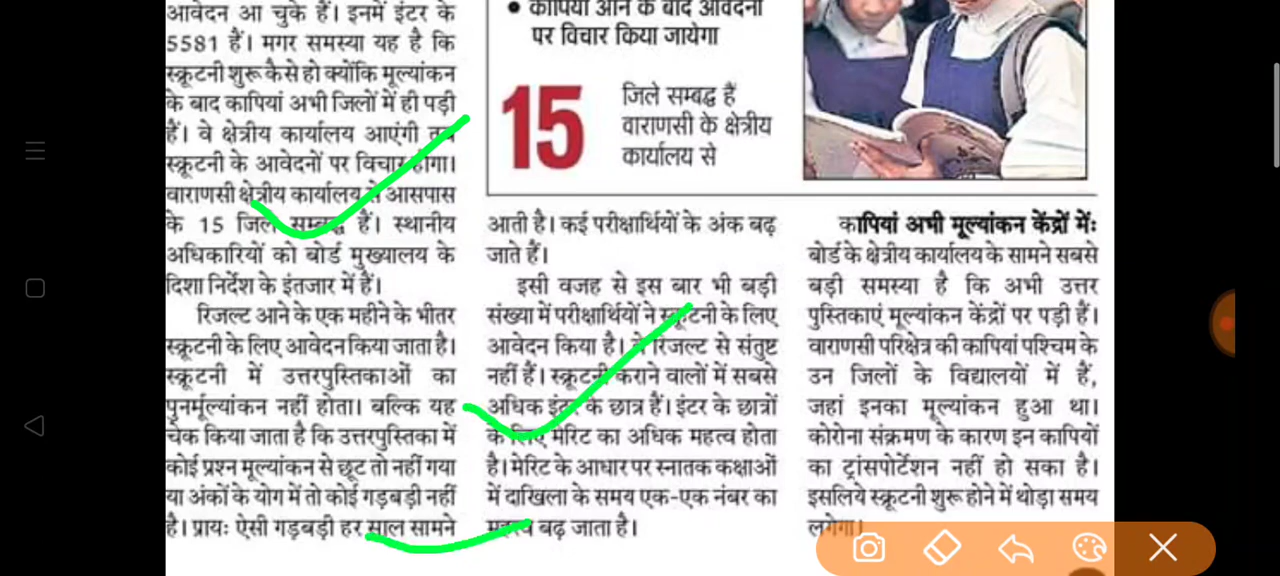 आवेदन आ चुके हैं। इनमें इंटर के
5581 हैं। मगर समस्या यह है कि
स्क्रूटनी शुरू कैसे हो क्योंकि मूल्यांकन
के बाद कापियां अभी जिलों में ही पड़ी
हैं। वे क्षेत्रीय कार्यालय आएंगी तब
स्क्रूटनी के आवेदनों पर विचार होगा।
वाराणसी क्षेत्रीय कार्यालय से आसपास
के 15 जिले सम्बद्ध हैं। स्थानीय
अधिकारियों को बोर्ड मुख्यालय के
दिशा निर्देश के इंतजार में हैं।
रिजल्ट आने के एक महीने के भीतर
स्क्रूटनी के लिए आवेदन किया जाता है।
स्क्रूटनी में उत्तरपुस्तिकाओं का
पुनर्मूल्यांकन नहीं होता। बल्कि यह
चेक किया जाता है कि उत्तरपुस्तिका में
कोई प्रश्न मूल्यांकन से छूट तो नहीं गया
या अंकों के योग में तो कोई गड़बड़ी नहीं
है। प्रायः ऐसी गड़बड़ी हर साल सामने
• कापियां आने के बाद आवेदनों
पर विचार किया जायेगा
15
जिले सम्बद्ध हैं
वाराणसी के क्षेत्रीय
कार्यालय से
आती है। कई परीक्षार्थियों के अंक बढ़
जाते हैं।
इसी वजह से इस बार भी बड़ी
संख्या में परीक्षार्थियों ने स्क्रूटनी के लिए
आवेदन किया है। वे रिजल्ट से संतुष्ट
नहीं हैं। स्क्रूटनी कराने वालों में सबसे
अधिक इंटर के छात्र हैं। इंटर के छात्रों
के लिए मेरिट का अधिक महत्व होता
है। मेरिट के आधार पर स्नातक कक्षाओं
में दाखिला के समय एक-एक नंबर का
महत्व बढ़ जाता है।
कापियां अभी मूल्यांकन केंद्रों में:
बोर्ड के क्षेत्रीय कार्यालय के सामने सबसे
बड़ी समस्या है कि अभी उत्तर
पुस्तिकाएं मूल्यांकन केंद्रों पर पड़ी हैं।
वाराणसी परिक्षेत्र की कापियां पश्चिम के
उन जिलों के विद्यालयों में हैं,
जहां इनका मूल्यांकन हुआ था।
कोरोना संक्रमण के कारण इन कापियों
का ट्रांसपोर्टेशन नहीं हो सका है।
इसलिये स्क्रूटनी शुरू होने में थोड़ा समय
लगेगा।